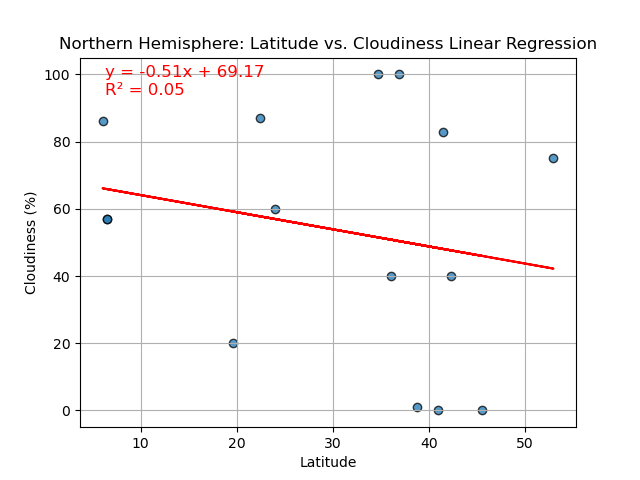 Northern Hemisphere: Latitude vs. Cloudiness Linear Regression
y = -0.51x + 69.17
R² = 0.05
Cloudiness (%)
100
80
60
40
20
0
10 20 30 40 50
Latitude